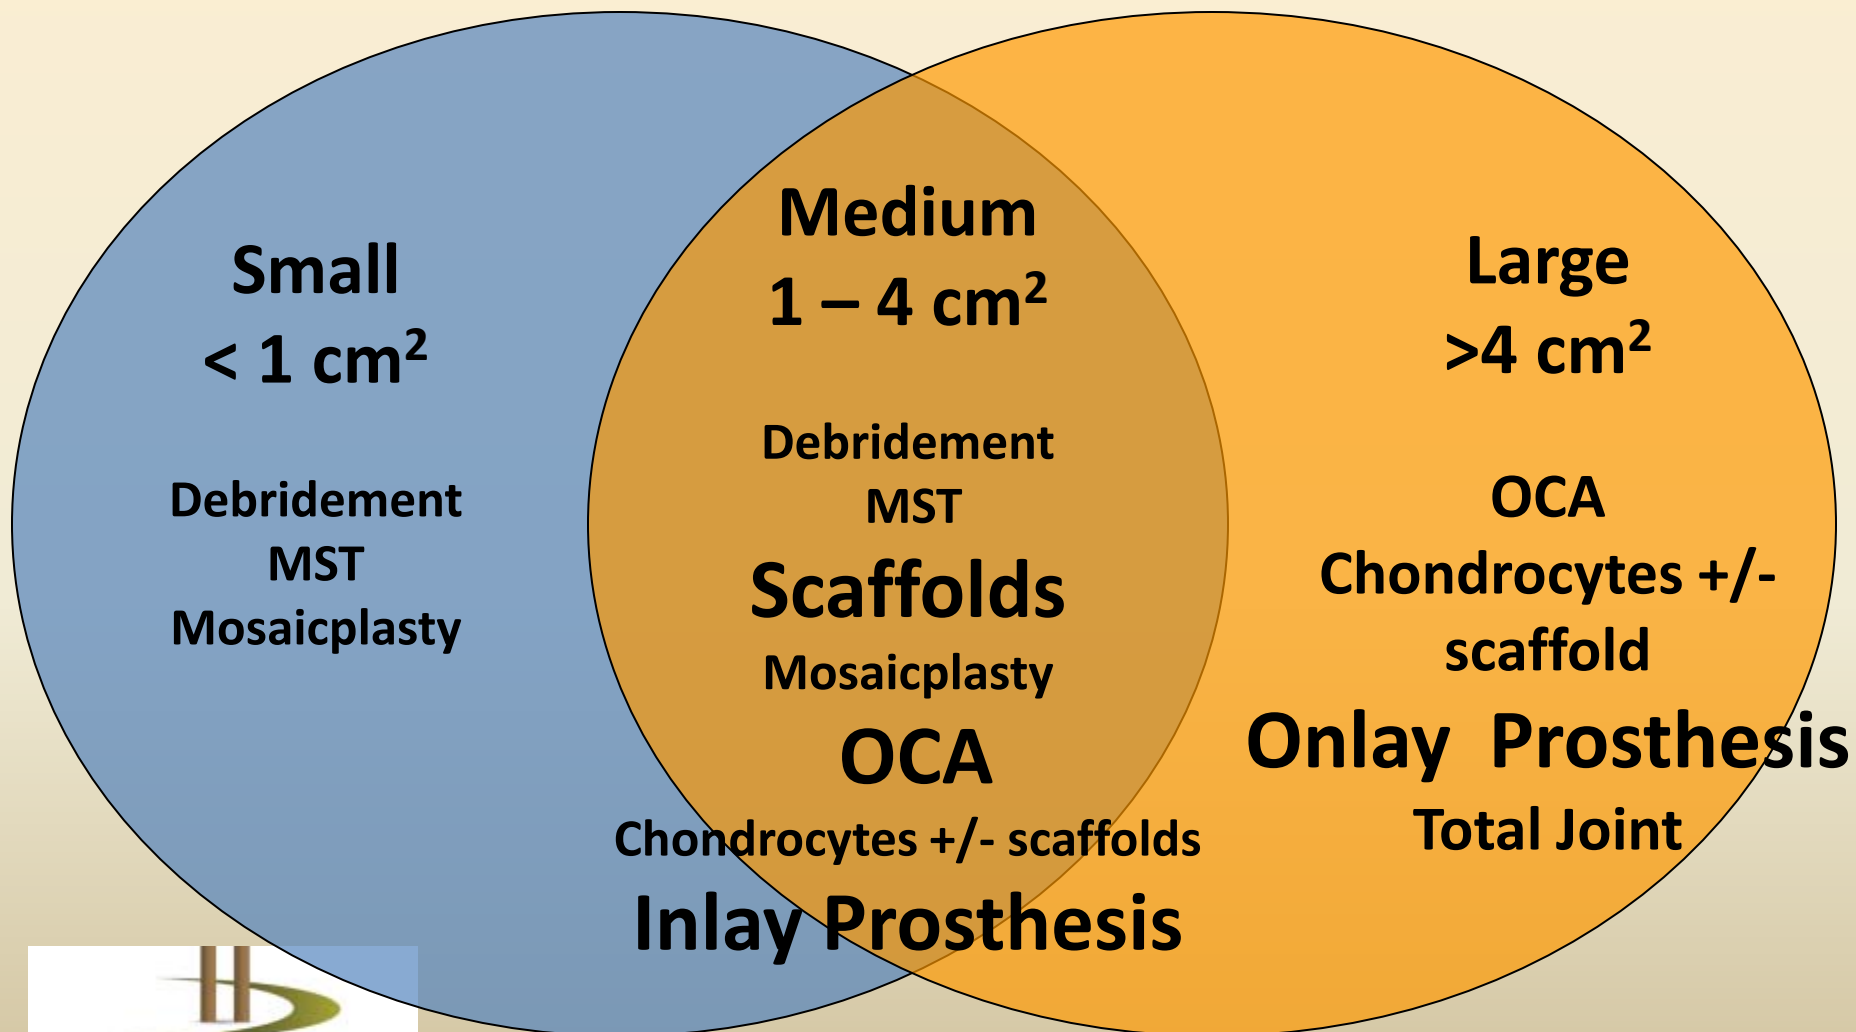 Small
< 1 cm²
Debridement
MST
Mosaicplasty
Medium
1 – 4 cm²
Debridement
MST
Scaffolds
Mosaicplasty
OCA
Chondrocytes +/- scaffolds
Inlay Prosthesis
Large
>4 cm²
OCA
Chondrocytes +/-
scaffold
Onlay  Prosthesis
Total Joint